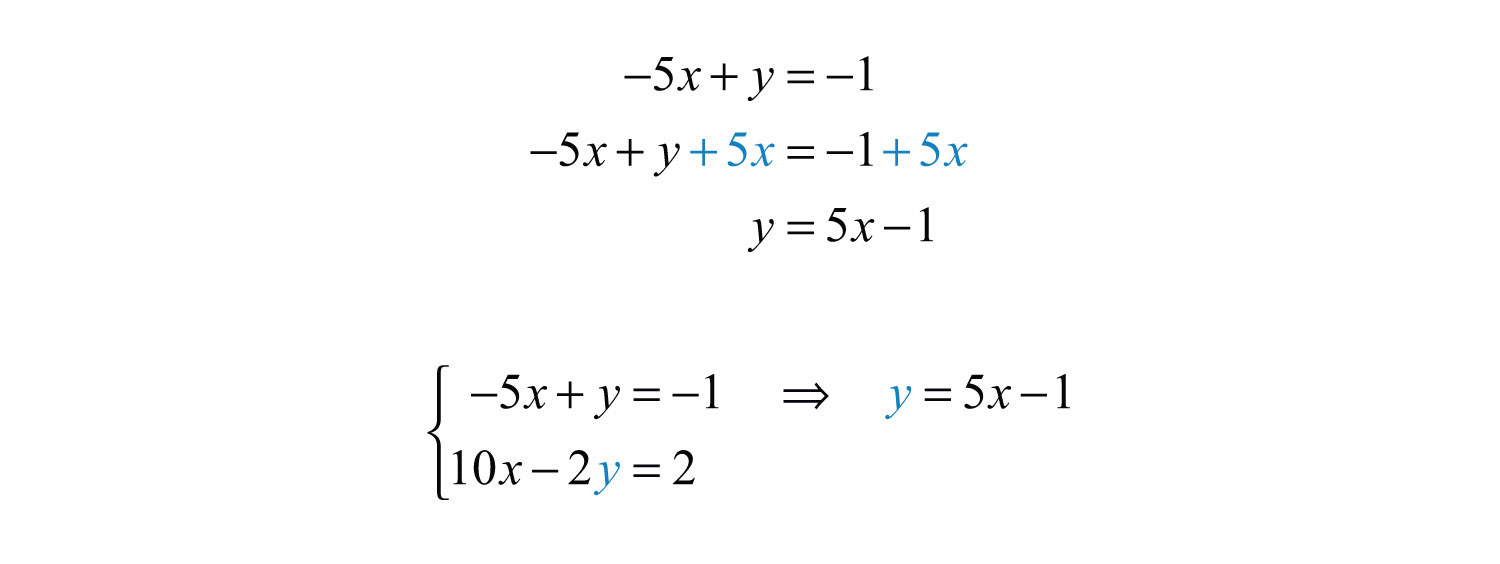 −5x + y = −1
−5x + y + 5x = −1 + 5x
y = 5x − 1
−5x + y = −1 ⇒ y = 5x − 1
10x − 2y = 2